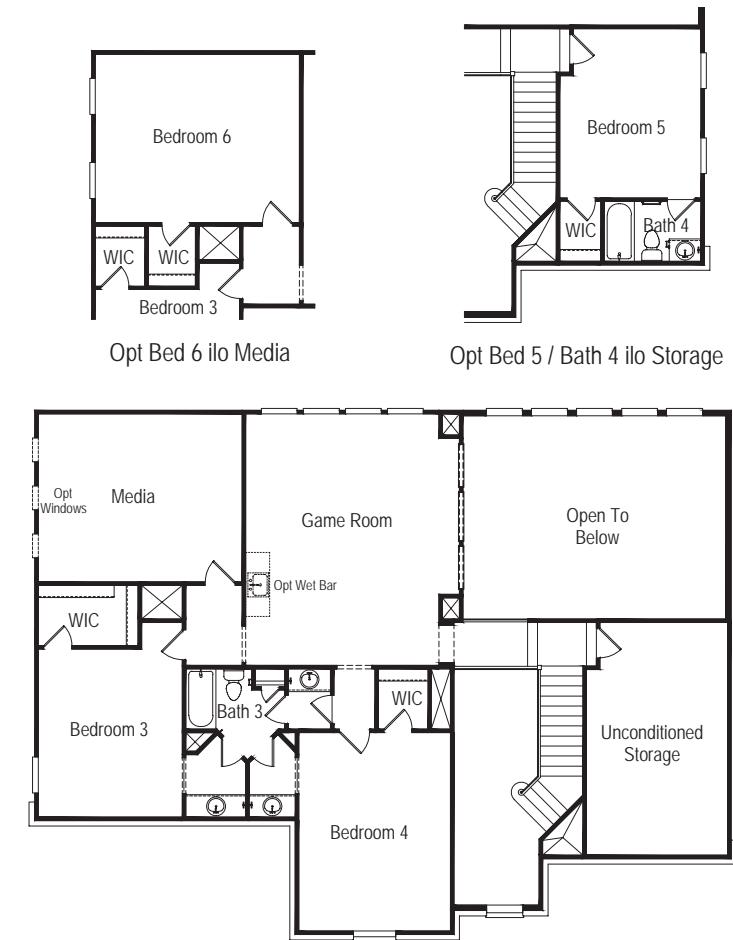 Bedroom 6
WIC
WIC
Bedroom 3
Opt Bed 6 ilo Media
Bedroom 5
WIC
Bath 4
Opt Bed 5 / Bath 4 ilo Storage
Opt
Windows
Media
Game Room
Open To
Below
Opt Wet Bar
WIC
Bedroom 3
Bath 3
WIC
Unconditioned
Storage
Bedroom 4